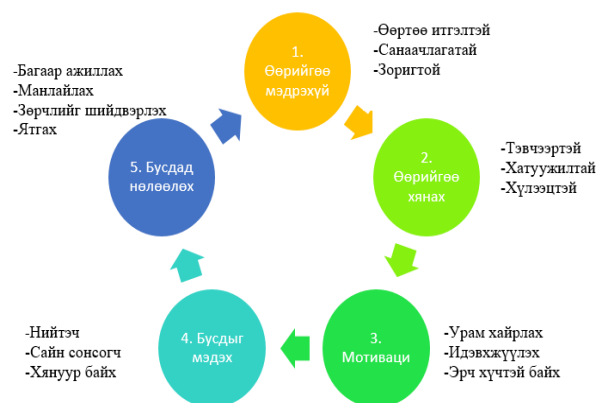 1.
Өөрийгөө
мэдрэхүй
-Өөртөө итгэлтэй
-Санаачлагатай
-Зоригтой
2.
Өөрийгөө
хянах
-Тэвчээртэй
-Хатуужилтай
-Хүлээцтэй
3.
Мотиваци
-Урам хайрлах
-Идэвхжүүлэх
-Эрч хүчтэй байх
4. Бусдыг
мэдэх
-Нийтэч
-Сайн сонсогч
-Хянуур байх
5. Бусдад
нөлөөлөх
-Багаар ажиллах
-Манлайлах
-Зөрчлийг шийдвэрлэх
-Ятгах